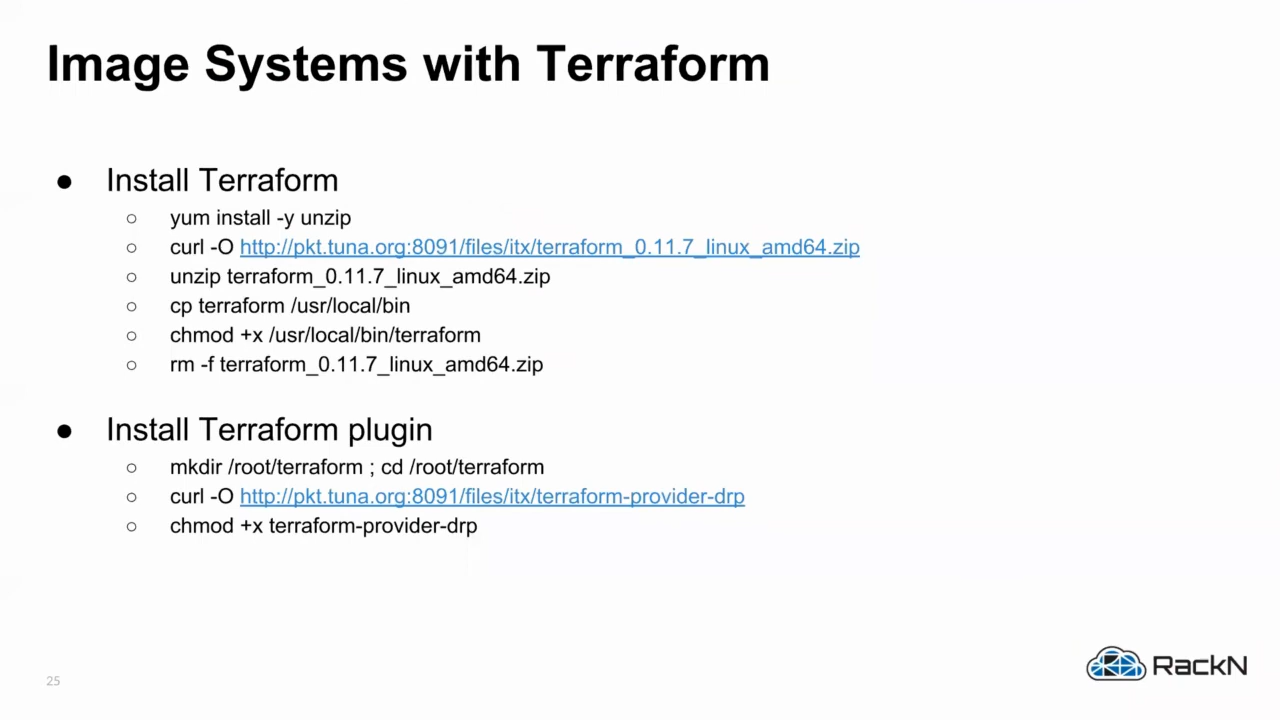 Image Systems with Terraform
● Install Terraform
○ yum install -y unzip
○ curl -O http://pkt.tuna.org:8091/files/itx/terraform_0.11.7_linux_amd64.zip
○ unzip terraform_0.11.7_linux_amd64.zip
○ cp terraform /usr/local/bin
○ chmod +x /usr/local/bin/terraform
○ rm -f terraform_0.11.7_linux_amd64.zip
● Install Terraform plugin
○ mkdir /root/terraform ; cd /root/terraform
○ curl -O http://pkt.tuna.org:8091/files/itx/terraform-provider-drp
○ chmod +x terraform-provider-drp
25
RackN